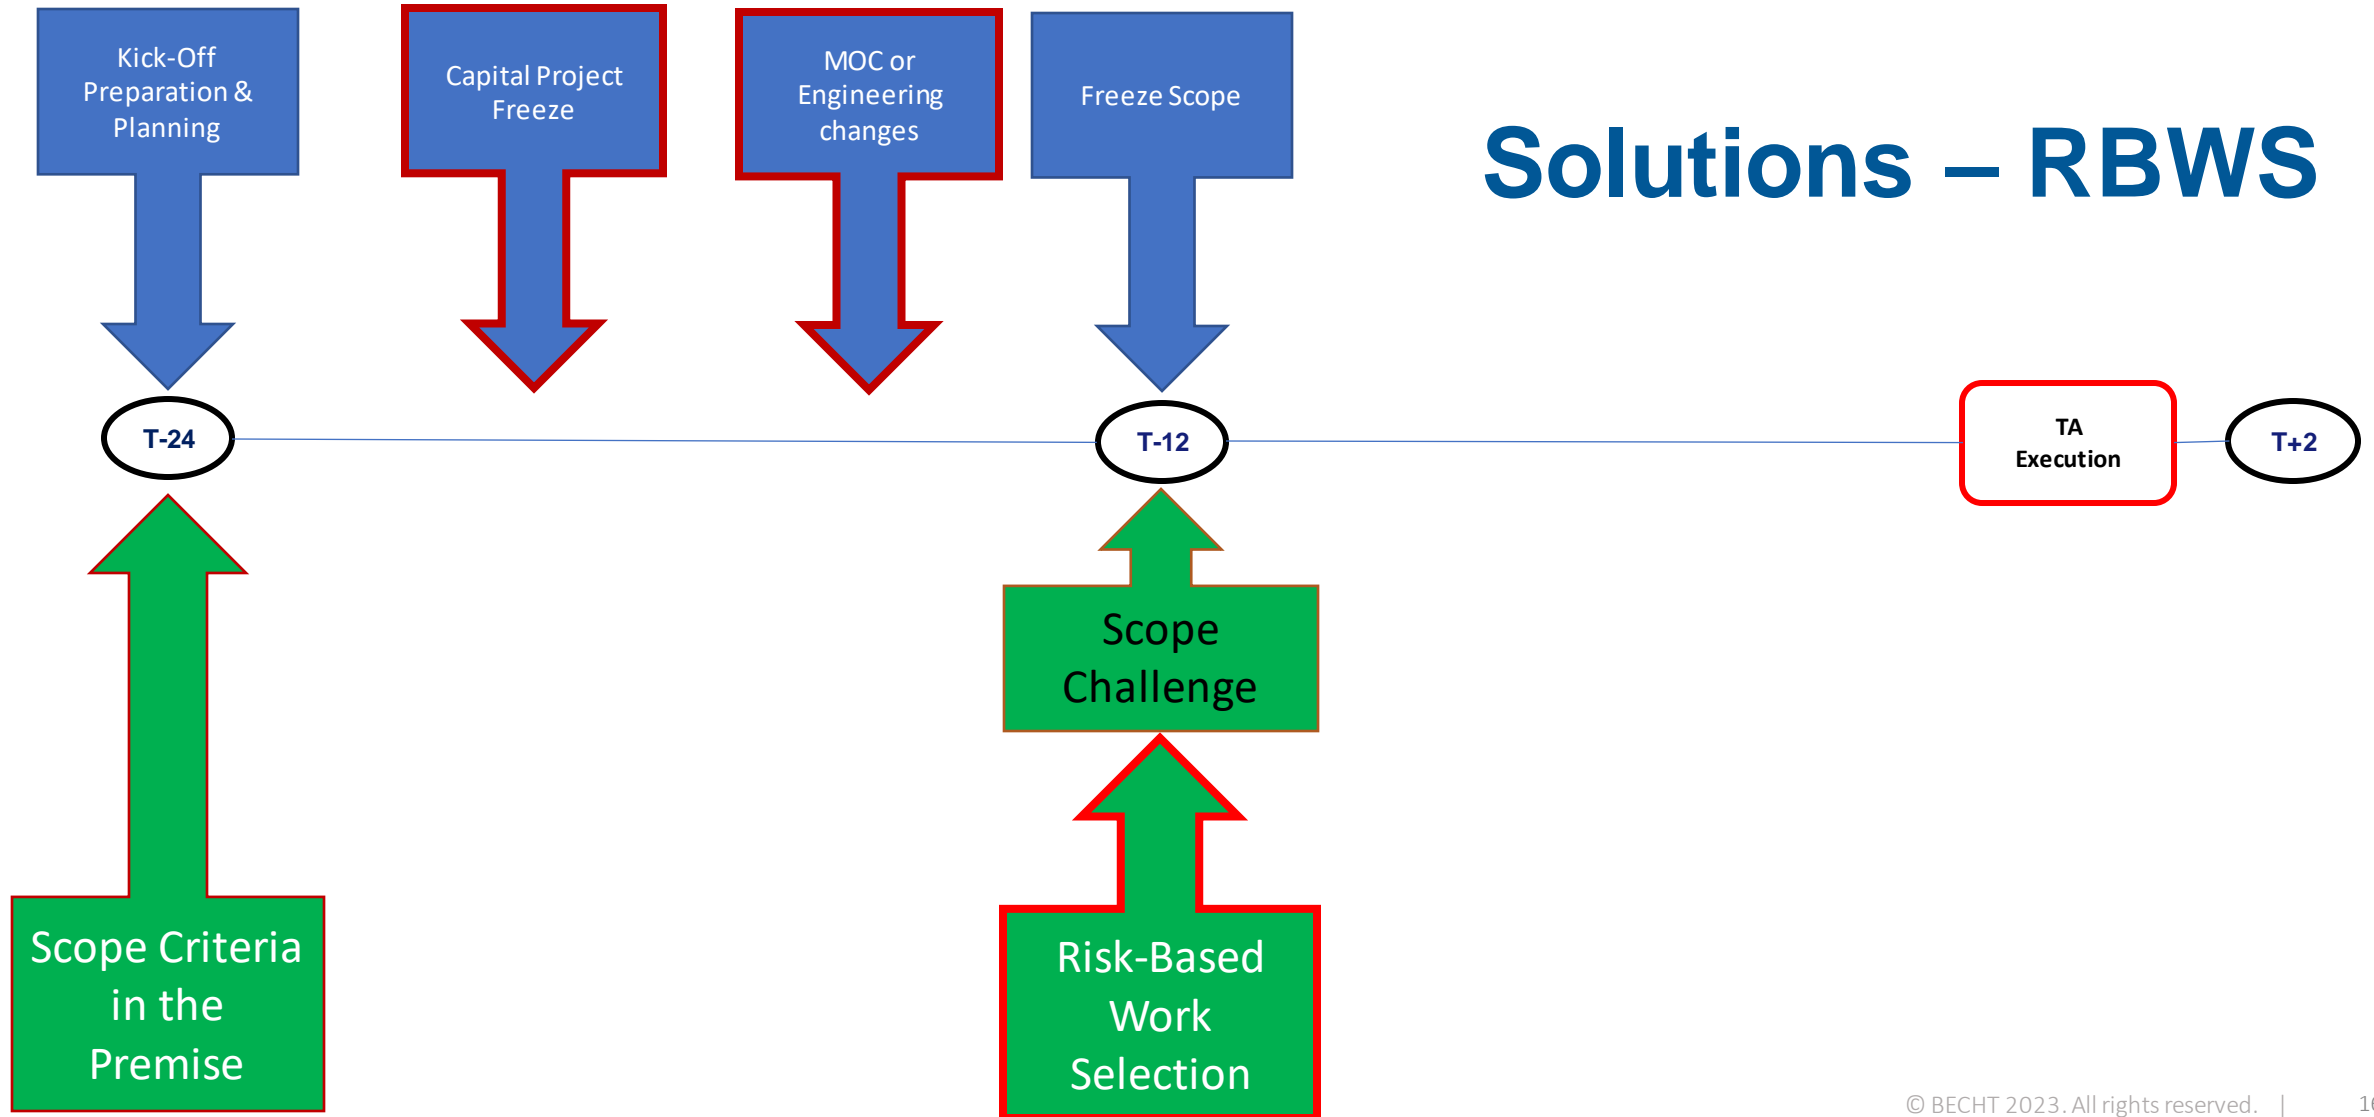 Kick-Off
Preparation &
Planning
Capital Project
Freeze
MOC or
Engineering
changes
Freeze Scope
Solutions – RBWS
T-24
T-12
TA
Execution
T+2
Scope
Challenge
Scope Criteria
in the
Premise
Risk-Based
Work
Selection
© BECHT 2023. All rights reserved. |